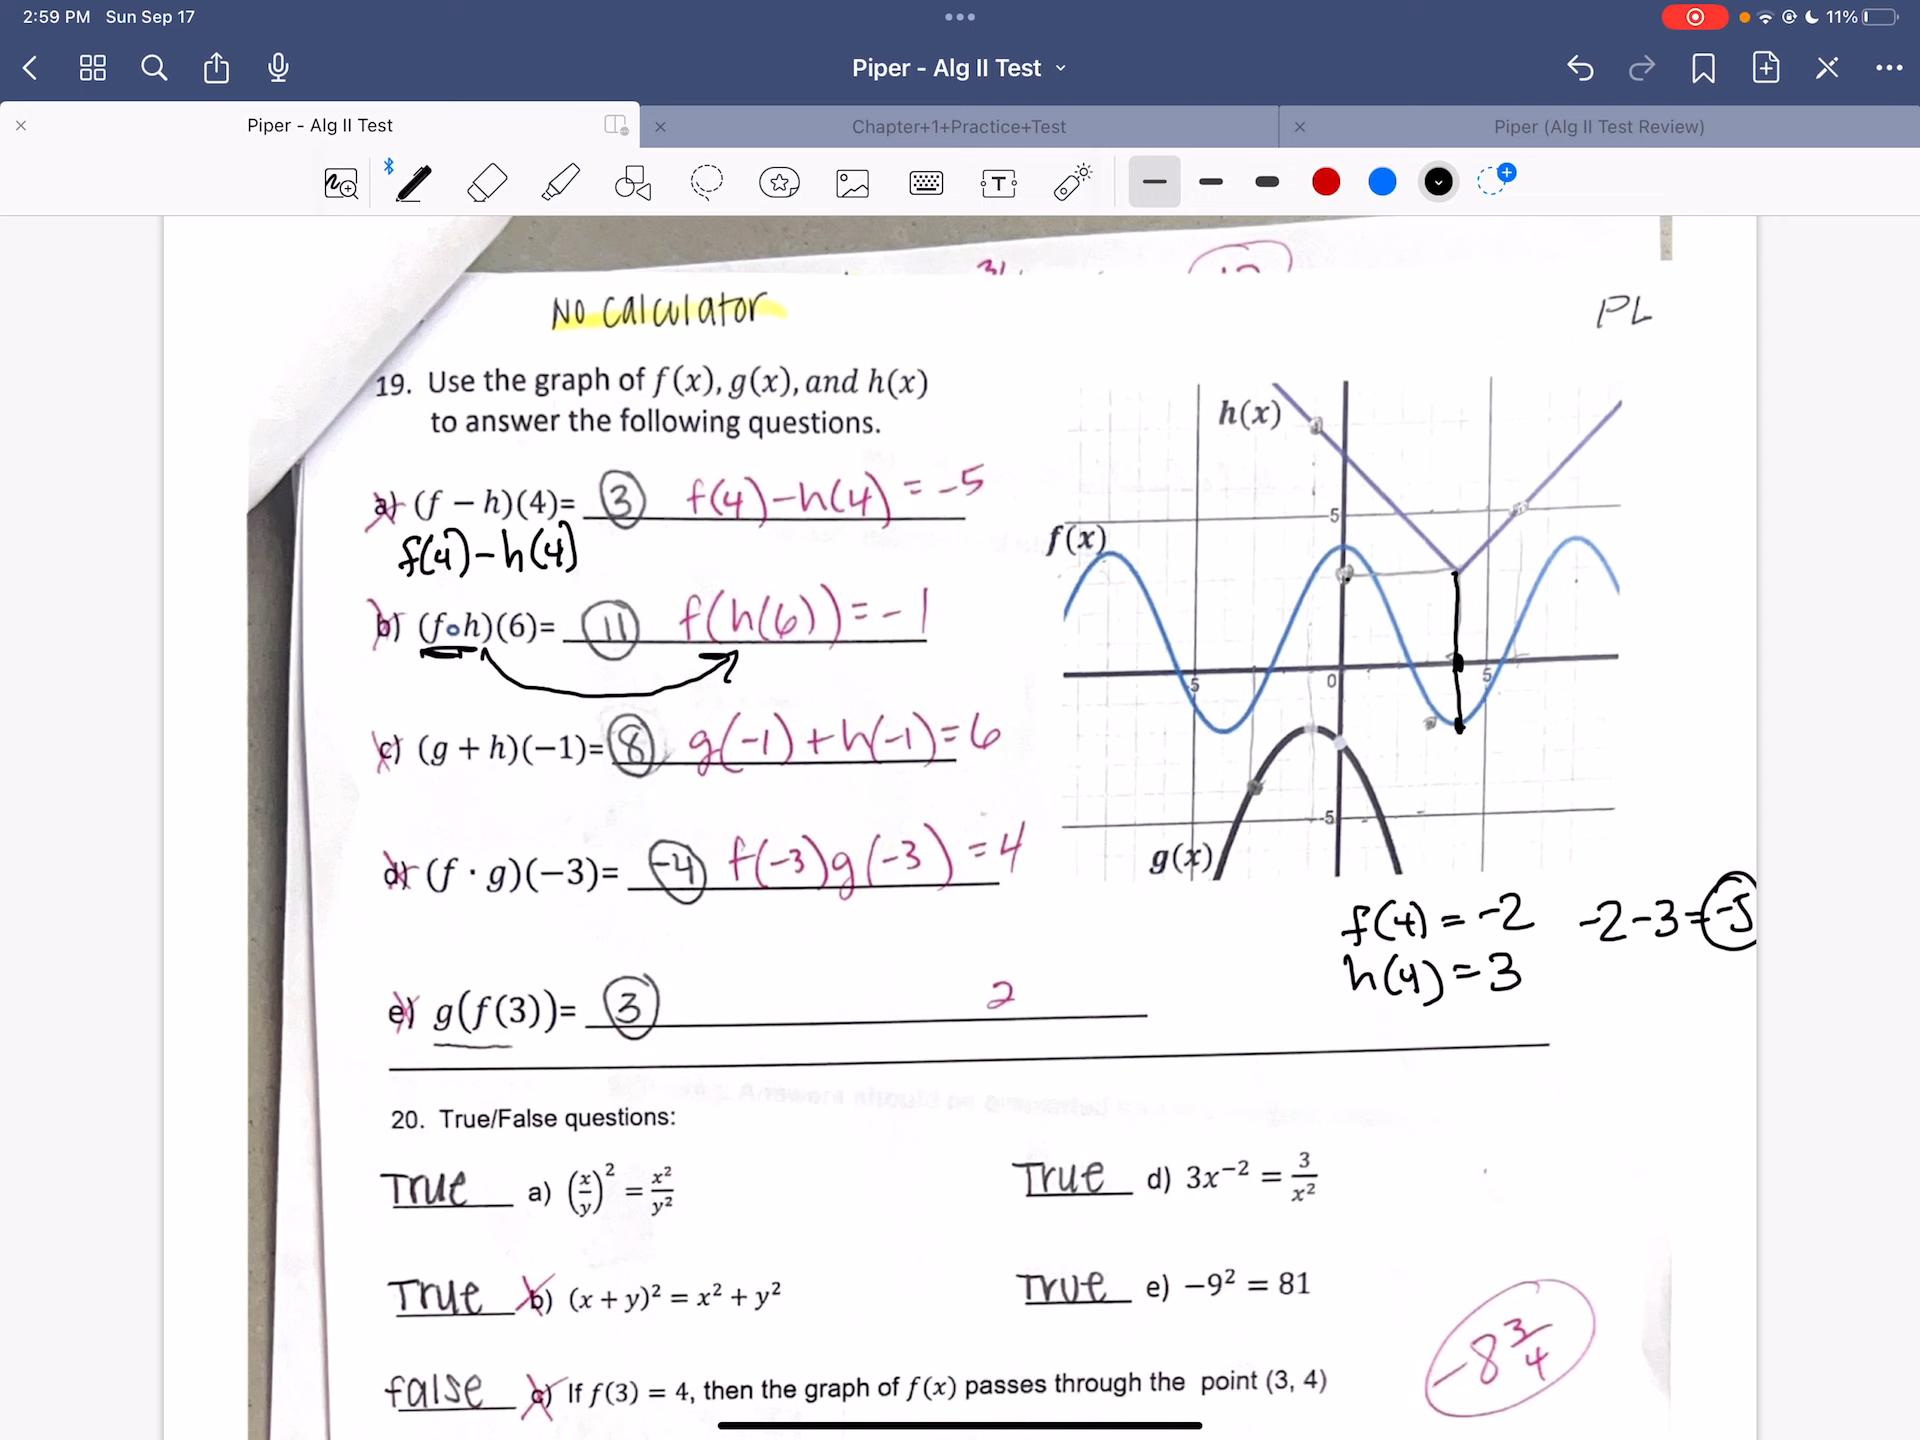 2:59 PM Sun Sep 17
11%
Piper - Alg II Test
Piper - Alg II Test
Chapter+1+Practice+Test
Piper (Alg II Test Review)
T
No Calculator
PL
19. Use the graph of f(x), g(x), and h(x)
to answer the following questions.
a) (f − h)(4)= 3 f(4)-h(4) = -5
f(4)-h(4)
b) (f∘h)(6)= 11 f(h(6)) = -1
c) (g + h)(−1)= 8 g(-1)+h(-1)=6
d) (f · g)(−3)= -4 f(-3)g(-3) = 4
e) g(f(3))= 3 2
h(x)
f(x)
g(x)
5
-5
0
5
-5
f(4) = -2 -2-3=-5
h(4) = 3
20. True/False questions:
True a) (x/y)² = x²/y²
True d) 3x⁻² = 3/x²
True b) (x + y)² = x² + y²
True e) −9² = 81
false c) If f(3) = 4, then the graph of f(x) passes through the point (3, 4)
-8 3/4